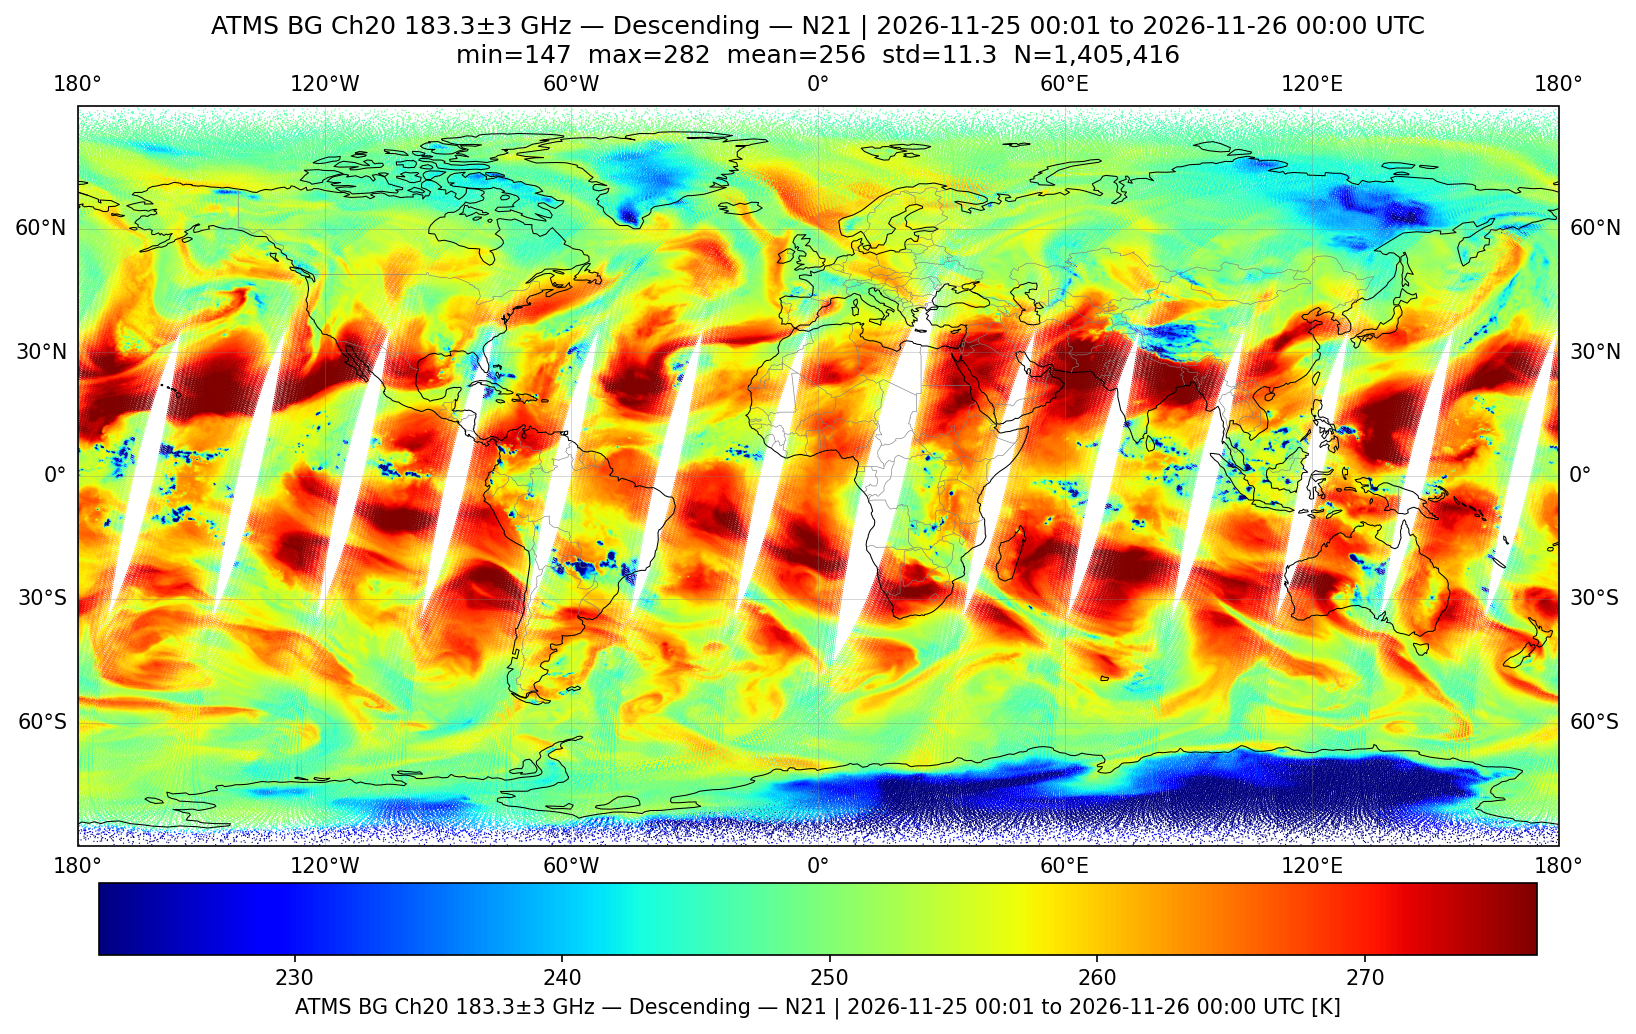 ATMS BG Ch20 183.3±3 GHz — Descending — N21 | 2026-11-25 00:01 to 2026-11-26 00:00 UTC
min=147  max=282  mean=256  std=11.3  N=1,405,416
180° 120°W 60°W 0° 60°E 120°E 180°
60°N 60°N
30°N 30°N
0° 0°
30°S 30°S
60°S 60°S
180° 120°W 60°W 0° 60°E 120°E 180°
230 240 250 260 270
ATMS BG Ch20 183.3±3 GHz — Descending — N21 | 2026-11-25 00:01 to 2026-11-26 00:00 UTC [K]